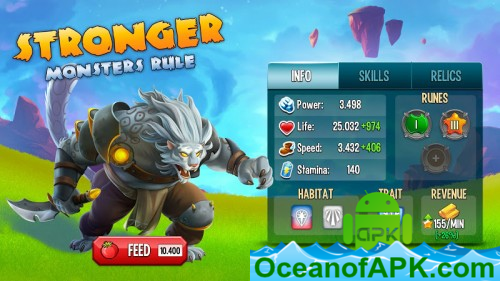 STRONGER
MONSTERS RULE
INFO SKILLS RELICS
Power: 3.498
Life: 25.032 +974
Speed: 3.432 +406
Stamina: 140
RUNES
I III
HABITAT TRAIT REVENUE
155/MIN
FEED 10.400
APK
OceanofAPK.com